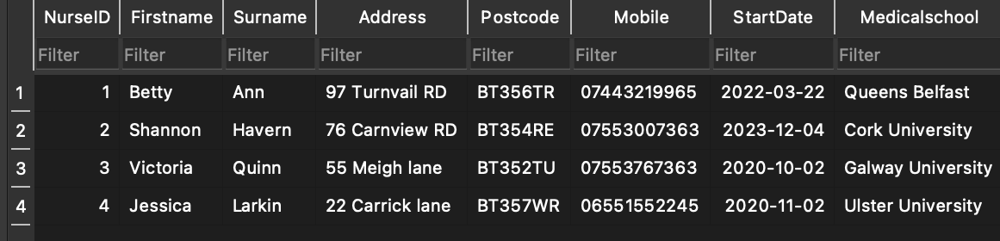 NurseID Firstname Surname Address Postcode Mobile StartDate Medicalschool
Filter Filter Filter Filter Filter Filter Filter Filter
1 1 Betty Ann 97 Turnvail RD BT356TR 07443219965 2022-03-22 Queens Belfast
2 2 Shannon Havern 76 Carnview RD BT354RE 07553007363 2023-12-04 Cork University
3 3 Victoria Quinn 55 Meigh lane BT352TU 07553767363 2020-10-02 Galway University
4 4 Jessica Larkin 22 Carrick lane BT357WR 06551552245 2020-11-02 Ulster University